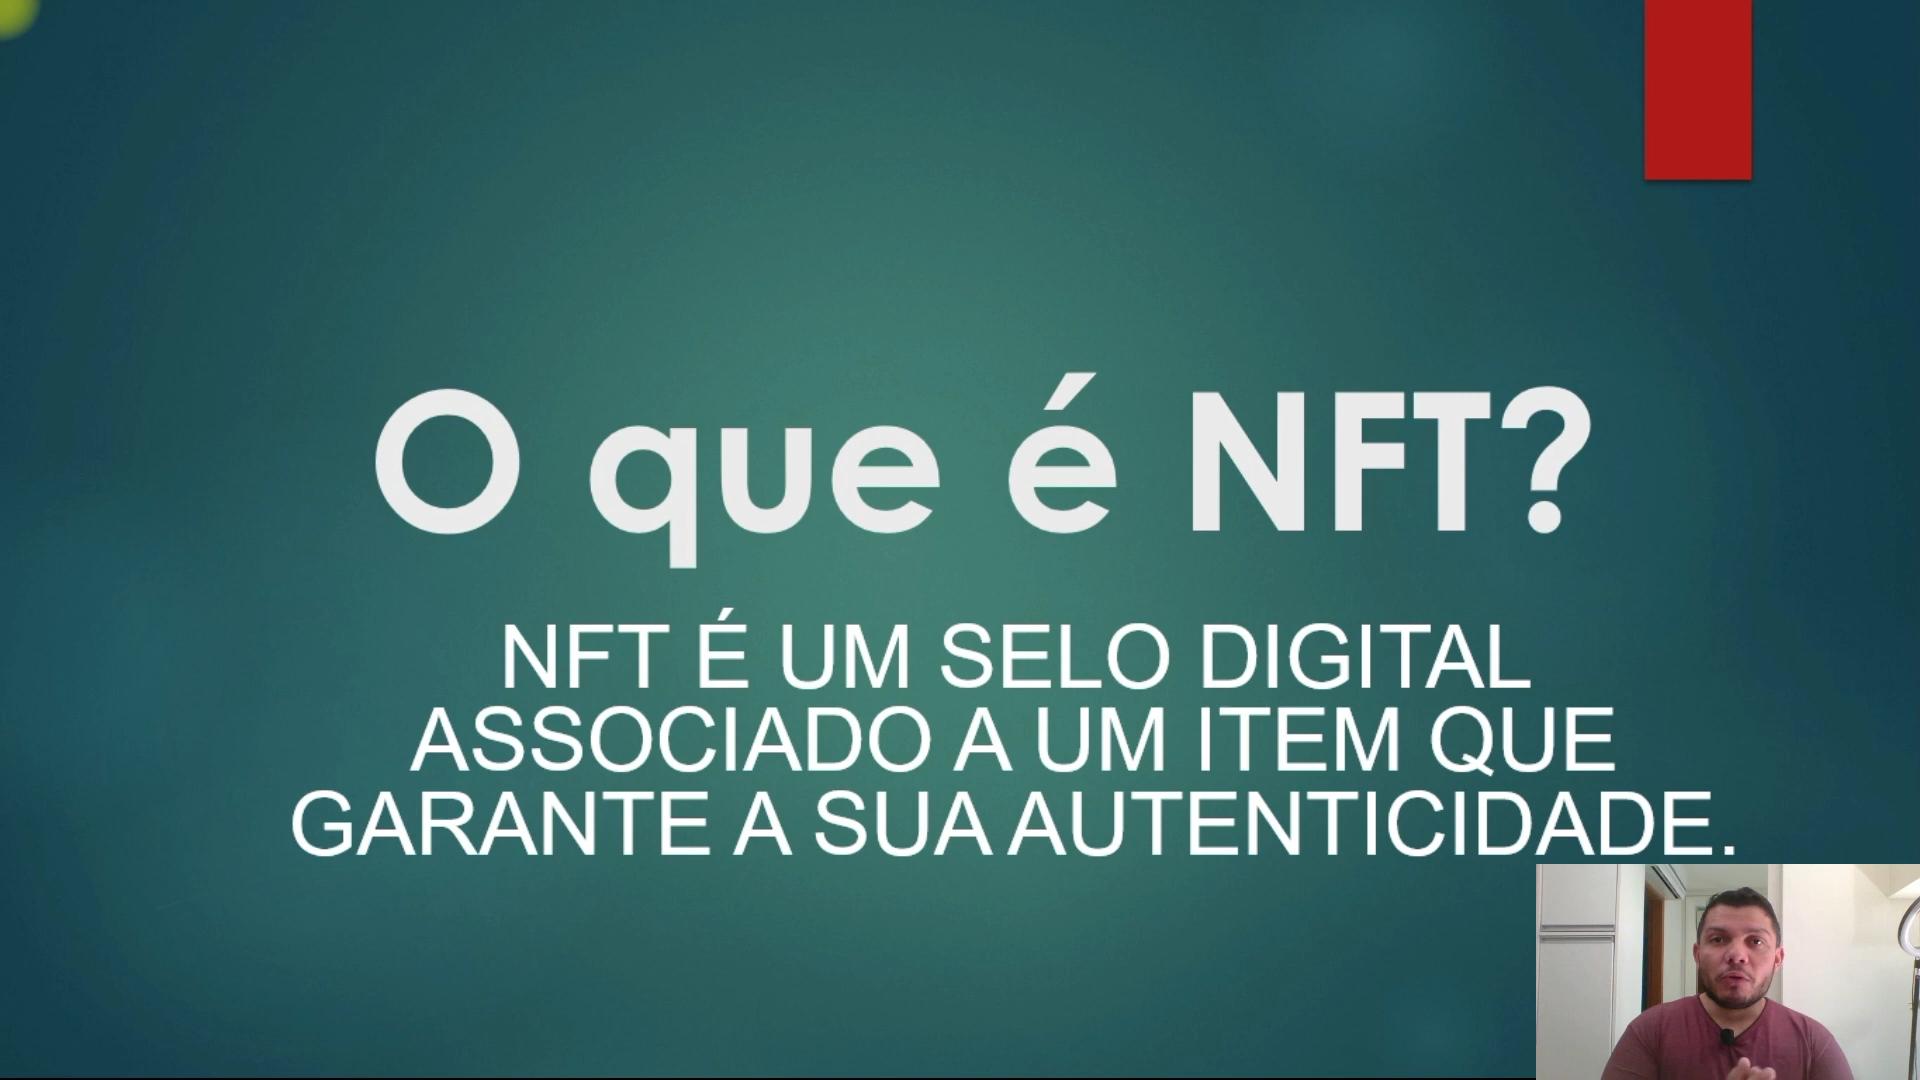 O que é NFT?
NFT É UM SELO DIGITAL
ASSOCIADO A UM ITEM QUE
GARANTE A SUA AUTENTICIDADE.